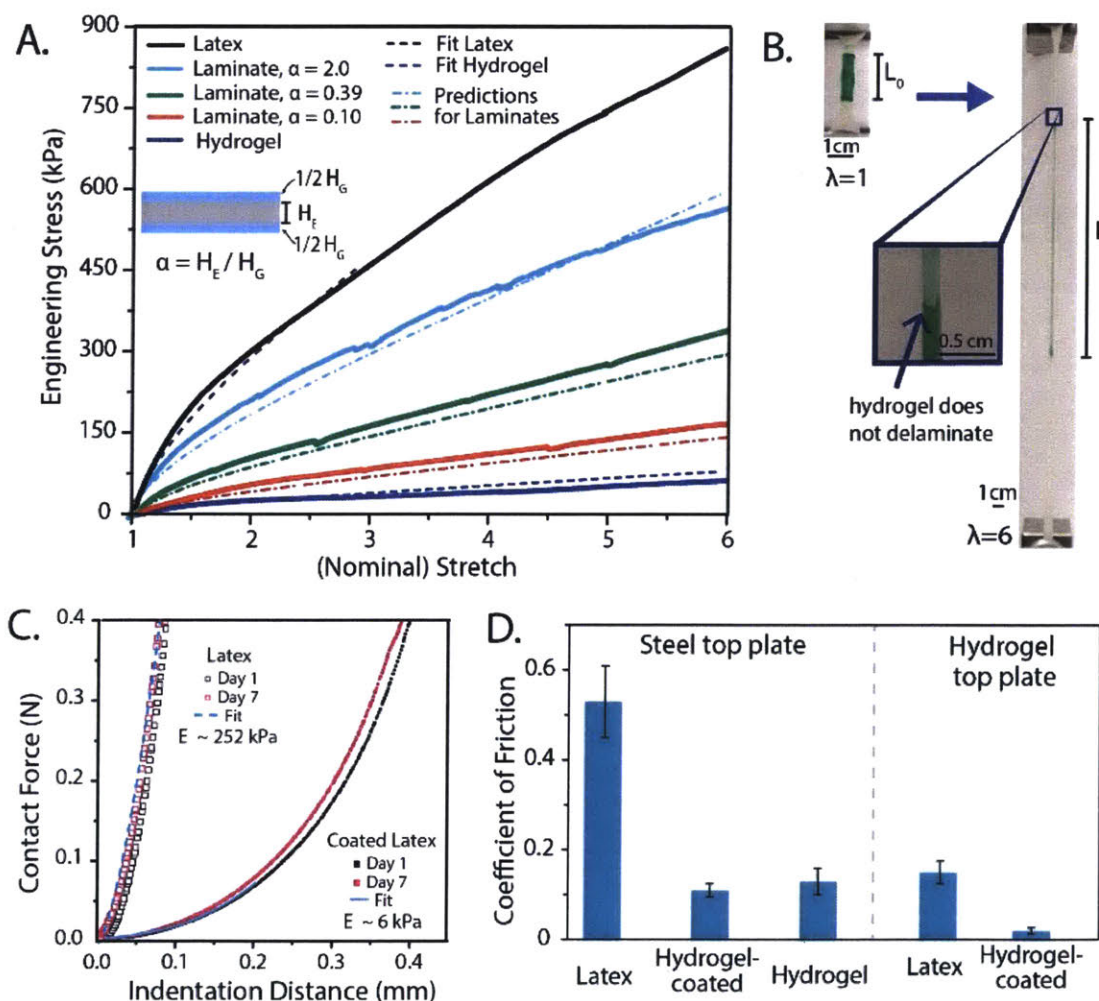 A.
900
750
600
450
300
150
0
Engineering Stress (kPa)
1
2
3
4
5
6
(Nominal) Stretch
Latex
Laminate, α = 2.0
Laminate, α = 0.39
Laminate, α = 0.10
Hydrogel
Fit Latex
Fit Hydrogel
Predictions
for Laminates
1/2 H_G
H_E
1/2 H_G
α = H_E / H_G
B.
L₀
1cm
λ=1
0.5 cm
hydrogel does
not delaminate
1cm
λ=6
C.
0.4
0.3
0.2
0.1
0.0
Contact Force (N)
Latex
Day 1
Day 7
Fit
E ~ 252 kPa
Coated Latex
Day 1
Day 7
Fit
E ~ 6 kPa
0.0
0.1
0.2
0.3
0.4
Indentation Distance (mm)
D.
Steel top plate
Hydrogel
top plate
0.6
0.4
0.2
0
Coefficient of Friction
Latex
Hydrogel-
coated
Hydrogel
Latex
Hydrogel-
coated